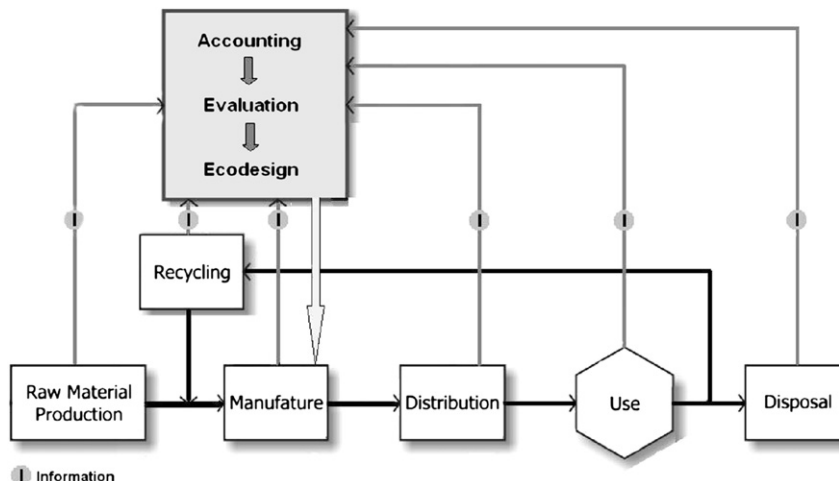 Accounting
Evaluation
Ecodesign
I I I I I I
Recycling
Raw Material
Production
Manufature
Distribution
Use
Disposal
I Information